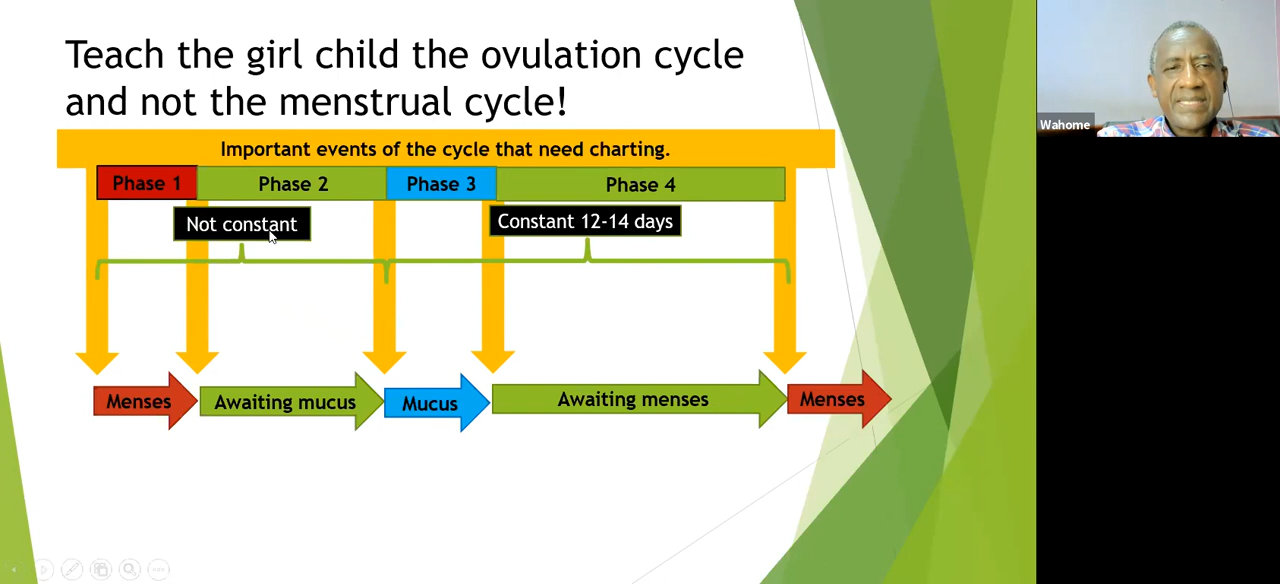 Teach the girl child the ovulation cycle
and not the menstrual cycle!
Important events of the cycle that need charting.
Phase 1
Phase 2
Phase 3
Phase 4
Not constant
Constant 12-14 days
Menses
Awaiting mucus
Mucus
Awaiting menses
Menses
Wahome